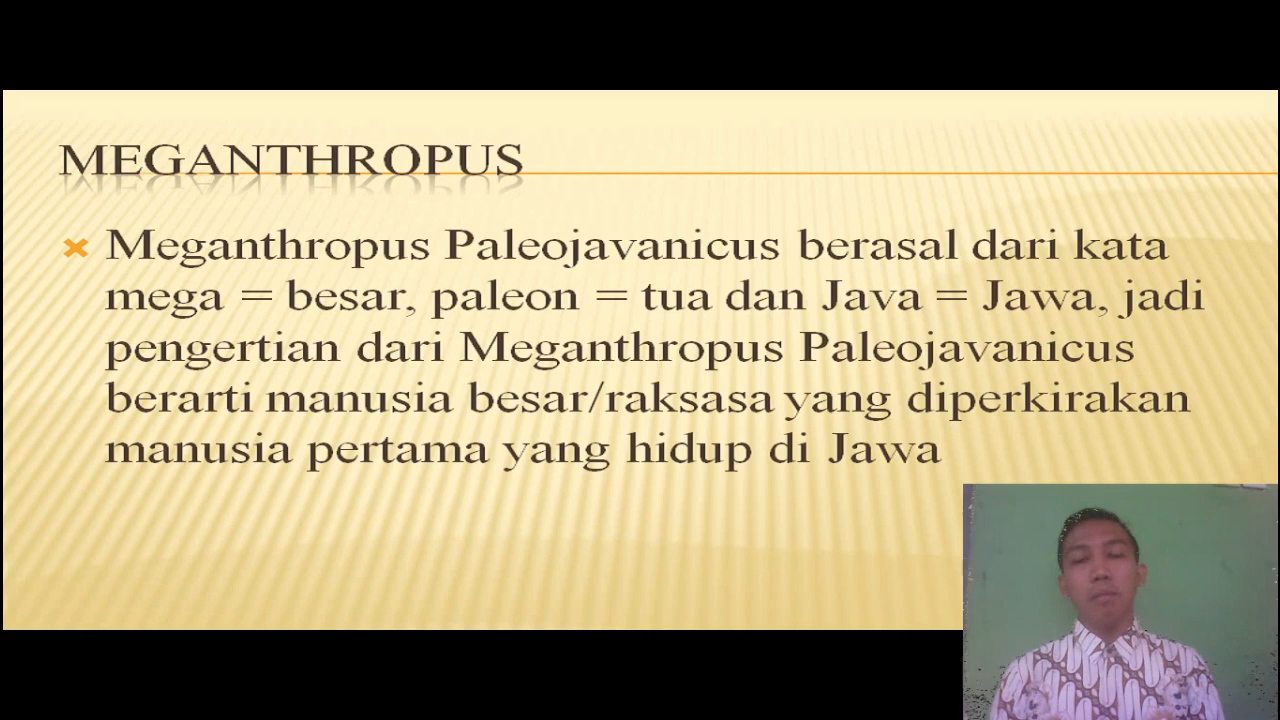 MEGANTHROPUS
Meganthropus Paleojavanicus berasal dari kata
mega = besar, paleon = tua dan Java = Jawa, jadi
pengertian dari Meganthropus Paleojavanicus
berarti manusia besar/raksasa yang diperkirakan
manusia pertama yang hidup di Jawa